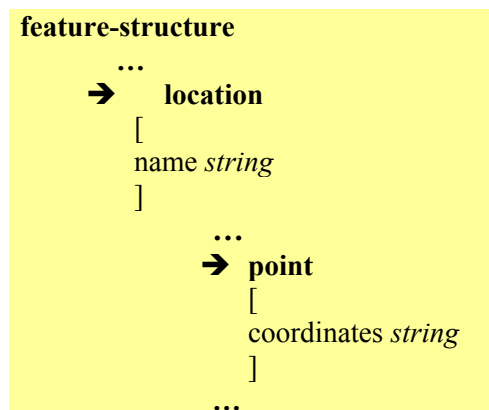 feature-structure
…
➔ location
[
name string
]
…
➔ point
[
coordinates string
]
…